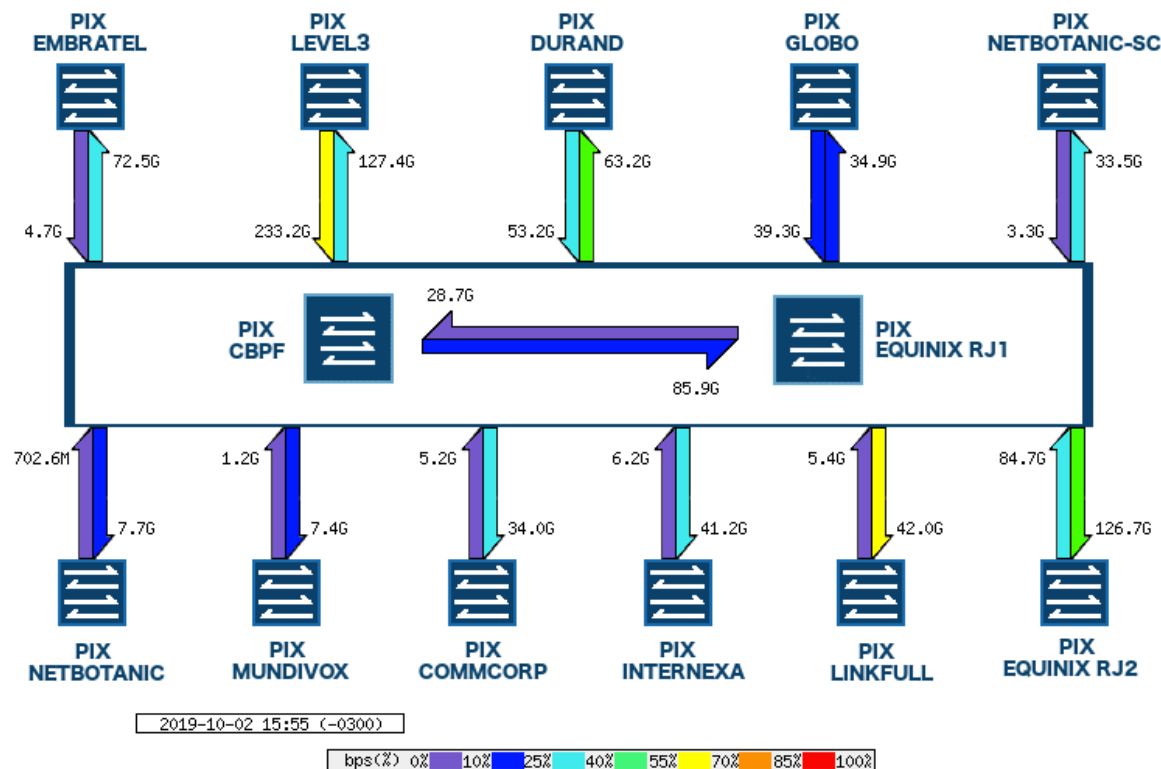 PIX
EMBRATEL
PIX
LEVEL3
PIX
DURAND
PIX
GLOBO
PIX
NETBOTANIC-SC
72.5G
4.7G
127.4G
233.2G
63.2G
53.2G
34.9G
39.3G
33.5G
3.3G
PIX
CBPF
28.7G
85.9G
PIX
EQUINIX RJ1
702.6M
7.7G
1.2G
7.4G
5.2G
34.0G
6.2G
41.2G
5.4G
42.0G
84.7G
126.7G
PIX
NETBOTANIC
PIX
MUNDIVOX
PIX
COMMCORP
PIX
INTERNEXA
PIX
LINKFULL
PIX
EQUINIX RJ2
2019-10-02 15:55 (-0300)
bps(%) 0% 10% 25% 40% 55% 70% 85% 100%